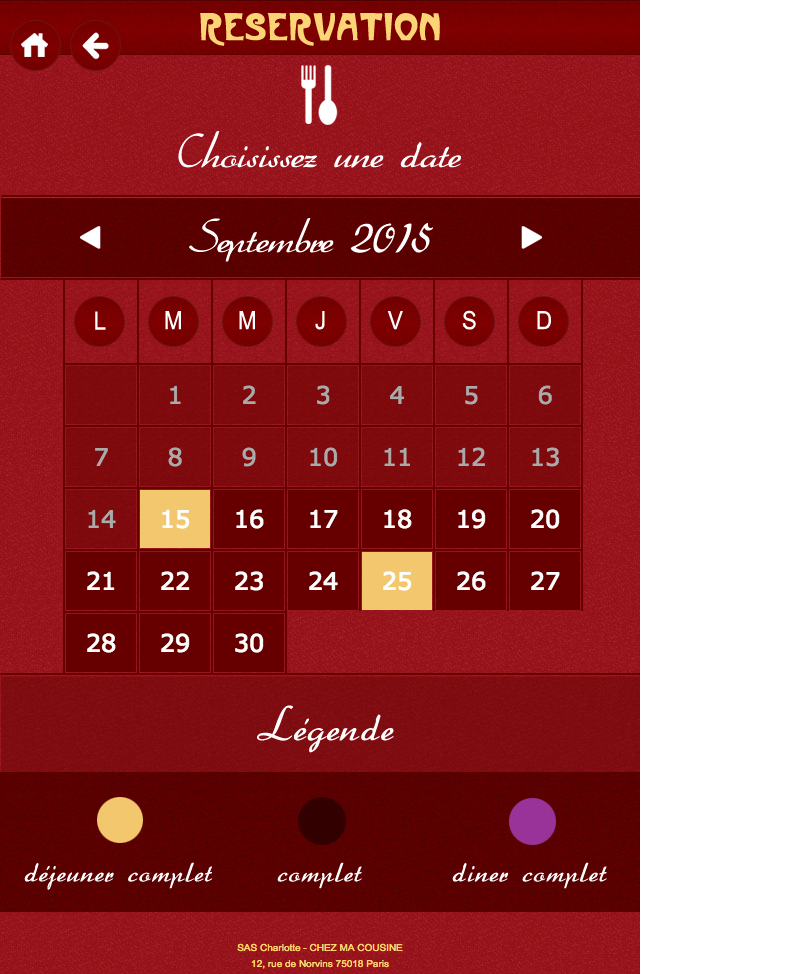 RESERVATION
Choisissez une date
Septembre 2015
L M M J V S D
1 2 3 4 5 6
7 8 9 10 11 12 13
14 15 16 17 18 19 20
21 22 23 24 25 26 27
28 29 30
Légende
déjeuner complet complet diner complet
SAS Charlotte - CHEZ MA COUSINE
12, rue de Norvins 75018 Paris